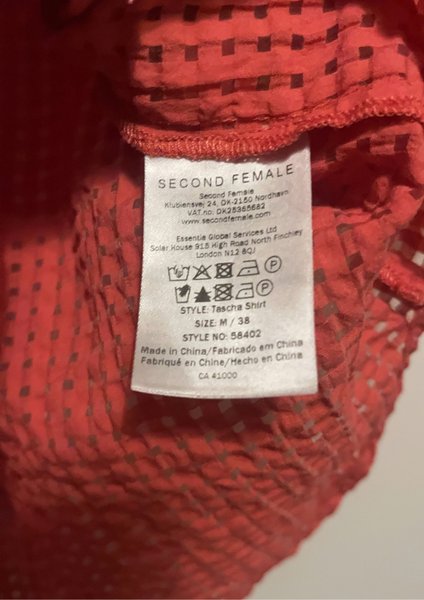 SECOND FEMALE
Second Female
Klubiensvej 24, DK-2150 Nordhavn
VAT.no: DK25365682
www.secondfemale.com
Essentia Global Services Ltd
Solar House 915 High Road North Finchley
London N12 8QJ
STYLE: Tascha Shirt
SIZE: M / 38
STYLE NO: 58402
Made in China/Fabricado em China
Fabriqué en Chine/Hecho en China
CA 41000